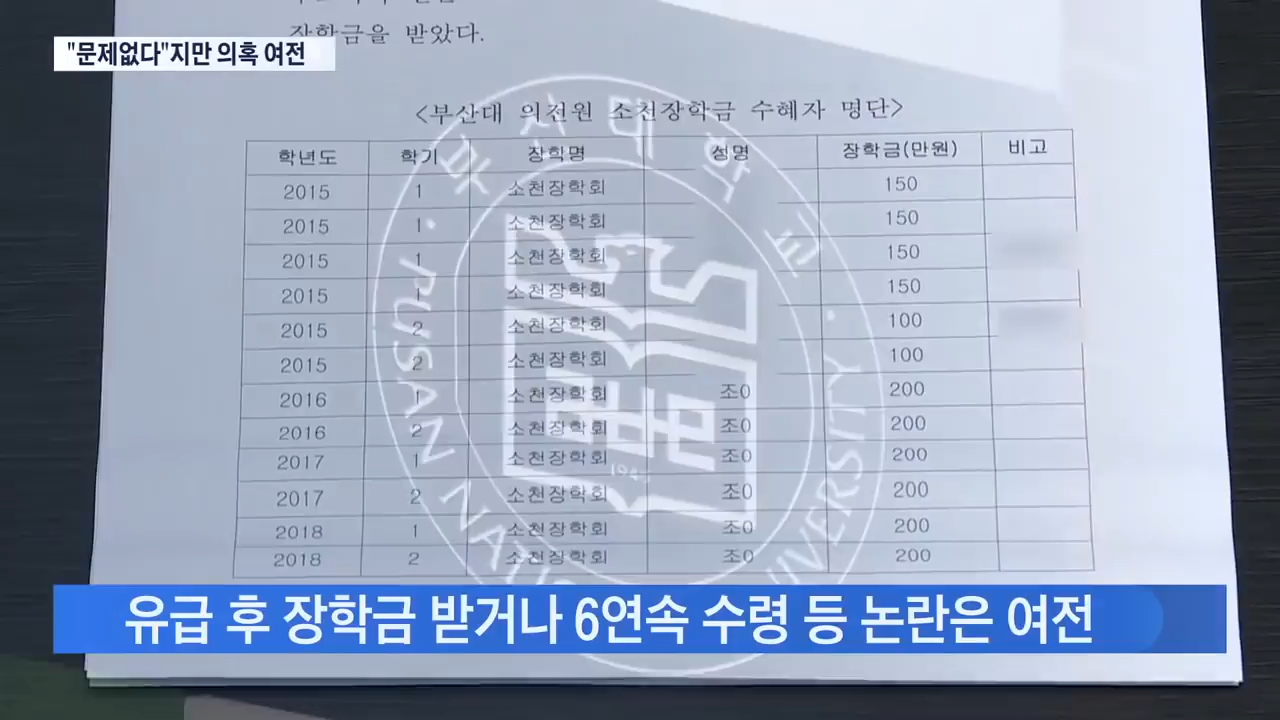 장학금을 받았다.
"문제없다"지만 의혹 여전
<부산대 의전원 소천장학금 수혜자 명단>
학년도 학기 장학명 성명 장학금(만원) 비고
2015 1 소천장학회 150
2015 1 소천장학회 150
2015 1 소천장학회 150
2015 1 소천장학회 150
2015 2 소천장학회 100
2015 2 소천장학회 100
2016 1 소천장학회 조0 200
2016 2 소천장학회 조0 200
2017 1 소천장학회 조0 200
2017 2 소천장학회 조0 200
2018 1 소천장학회 조0 200
2018 2 소천장학회 조0 200
부산대학교
PUSAN NATIONAL UNIVERSITY
유급 후 장학금 받거나 6연속 수령 등 논란은 여전